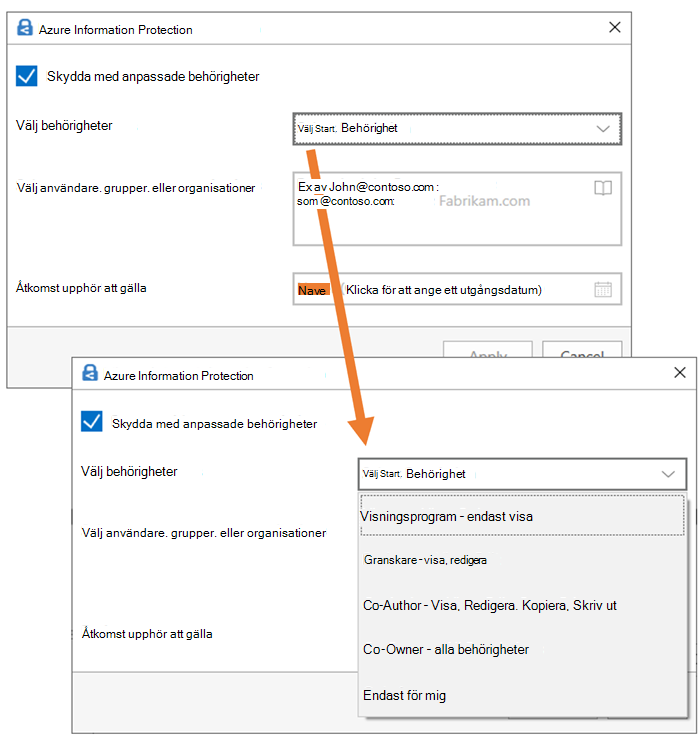 Azure Information Protection
Skydda med anpassade behörigheter
Välj behörigheter
Välj Start. Behörighet
Välj användare. grupper. eller organisationer
Ex av John@contoso.com :
som @contoso.com:
Fabrikam.com
Åtkomst upphör att gälla
Nave (Klicka för att ange ett utgångsdatum)
Apply
Cancel
Azure Information Protection
Skydda med anpassade behörigheter
Välj behörigheter
Välj Start. Behörighet
Visningsprogram - endast visa
Välj användare. grupper. eller organisationer
Granskare - visa, redigera
Co-Author - Visa, Redigera. Kopiera, Skriv ut
Åtkomst upphör att gälla
Co-Owner - alla behörigheter
Endast för mig